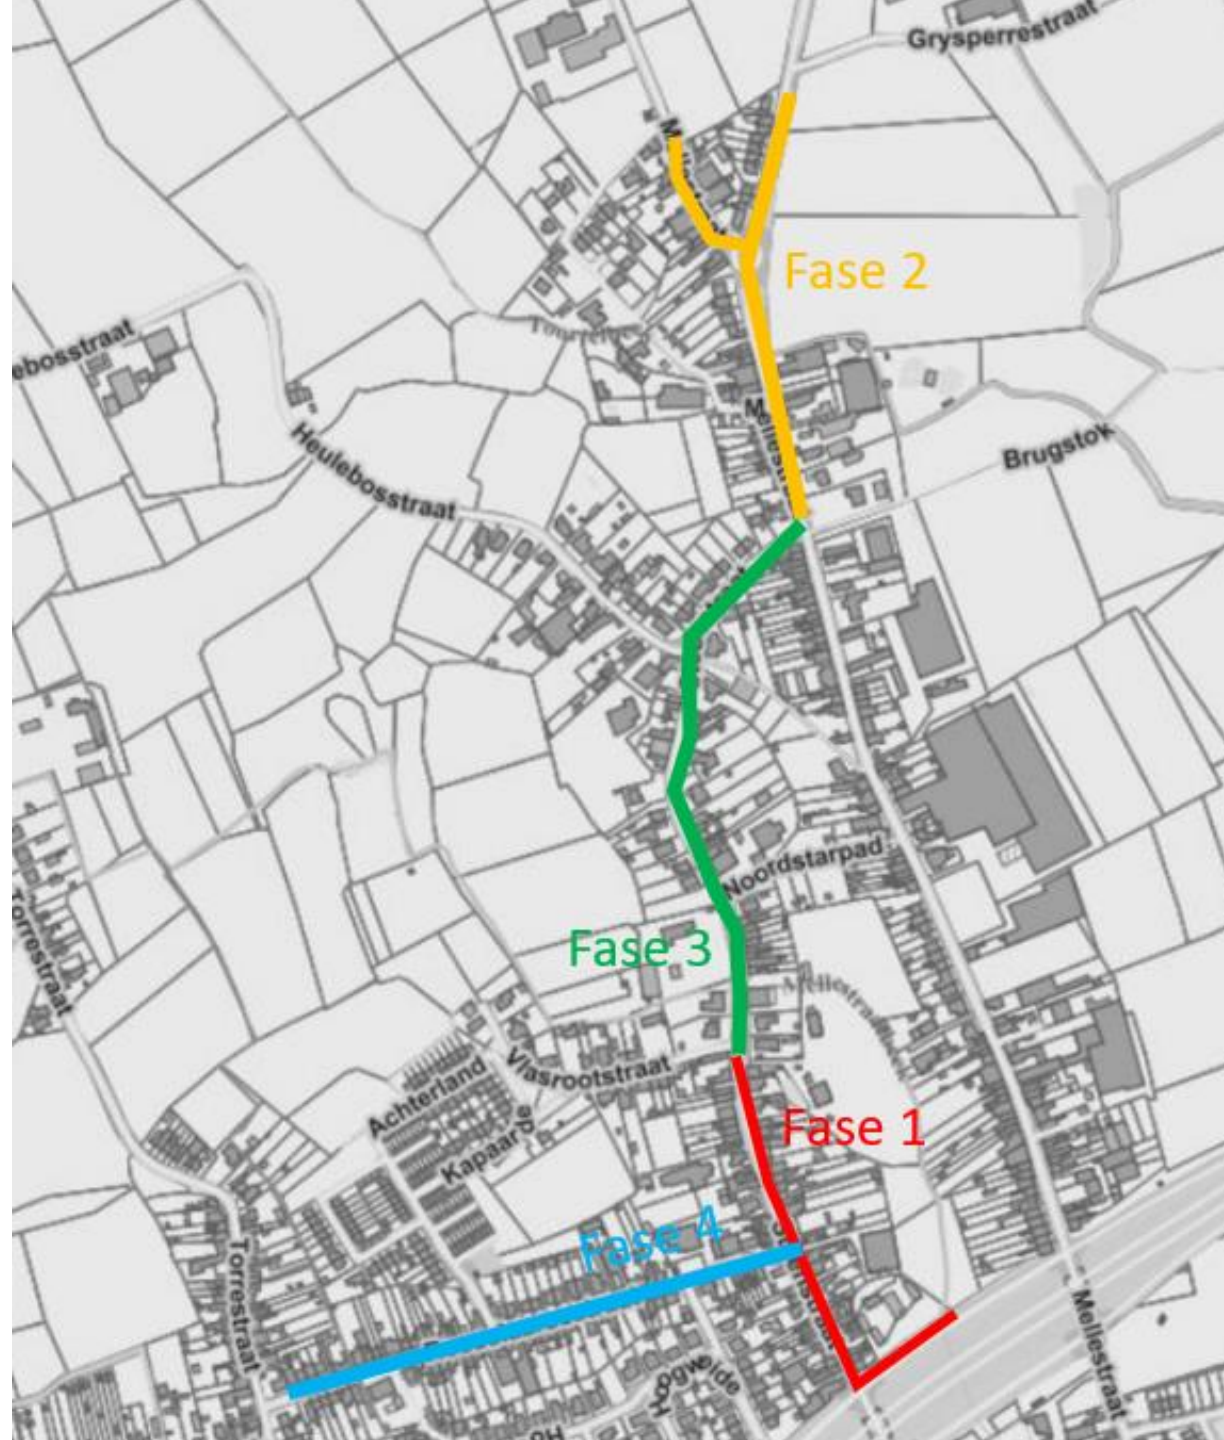 Grysperrestraat
Fase 2
ebosstraat
Heulebosstraat
Brugstok
Noordstarpad
Torrestraat
Fase 3
Vlasrootstraat
Achterland
Kapaarde
Fase 1
Fase 4
Torrestraat
Mellestraat
Hoogweide